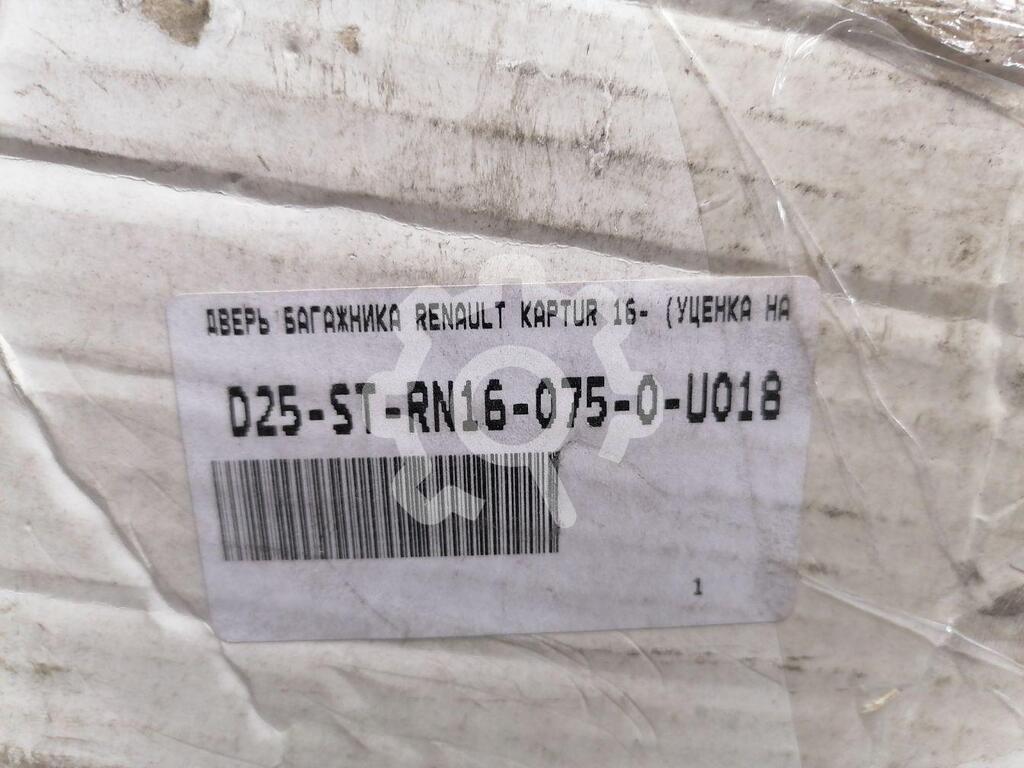 ДВЕРЬ БАГАЖНИКА RENAULT KAPTUR 16- (УЦЕНКА НА
D25-ST-RN16-075-0-U018
1